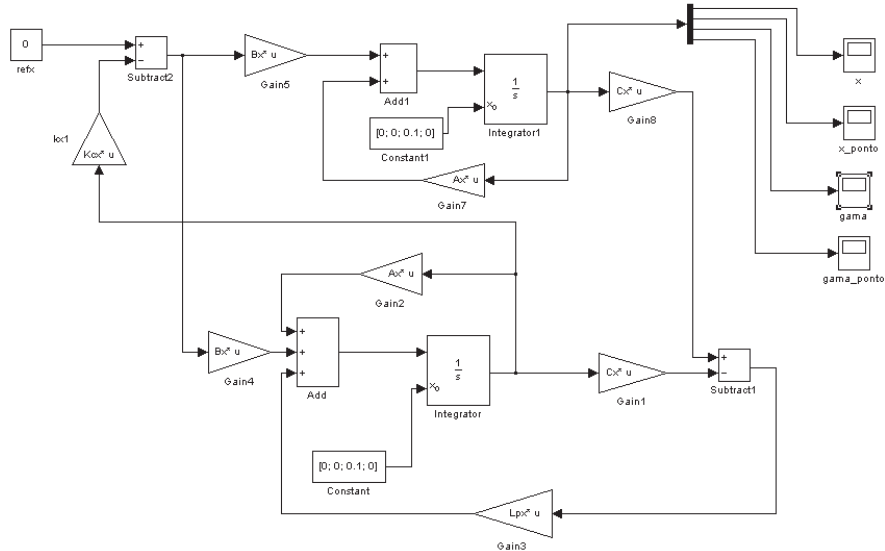 0
refx
+
−
Subtract2
Kcx* u
kx1
Bx* u
Gain5
+
+
Add1
1
s
x₀
Integrator1
[0; 0; 0.1; 0]
Constant1
Ax* u
Gain7
Cx* u
Gain8
x
x_ponto
gama
gama_ponto
Ax* u
Gain2
Bx* u
Gain4
+
+
+
Add
1
s
x₀
Integrator
Cx* u
Gain1
+
−
Subtract1
[0; 0; 0.1; 0]
Constant
Lpx* u
Gain3